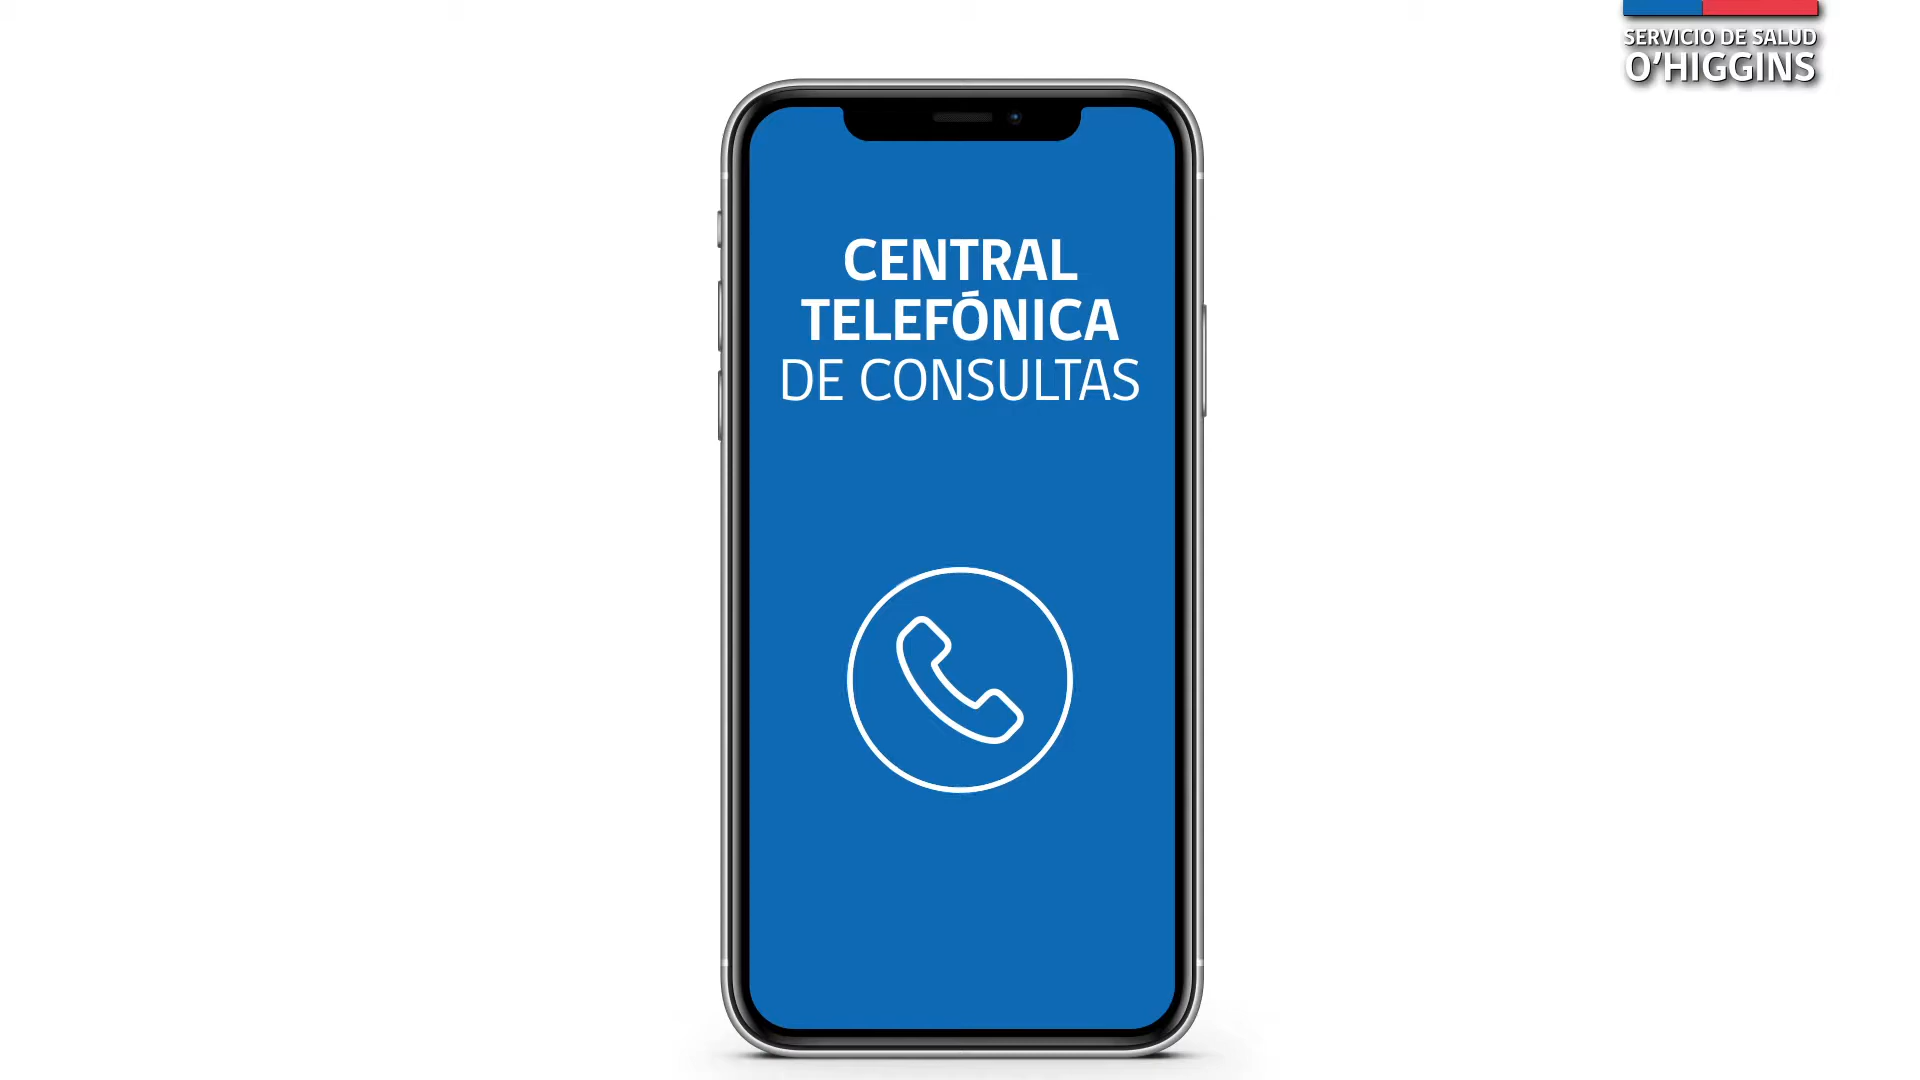 SERVICIO DE SALUD
O'HIGGINS
CENTRAL
TELEFÓNICA
DE CONSULTAS